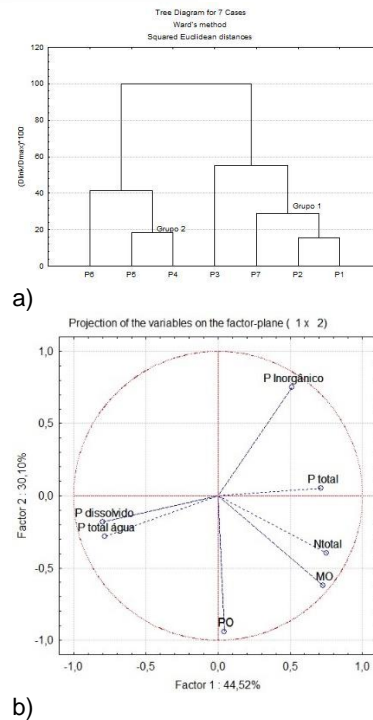 Tree Diagram for 7 Cases
Ward's method
Squared Euclidean distances
(Dlink/Dmax)*100
120
100
80
60
40
20
0
Grupo 1
Grupo 2
P6 P5 P4 P3 P7 P2 P1
a)
Projection of the variables on the factor-plane ( 1 x 2)
Factor 2 : 30,10%
1,0
0,5
0,0
-0,5
-1,0
P Inorgânico
P total
P dissolvido
P total água
Ntotal
MO
PO
-1,0 -0,5 0,0 0,5 1,0
Factor 1 : 44,52%
b)